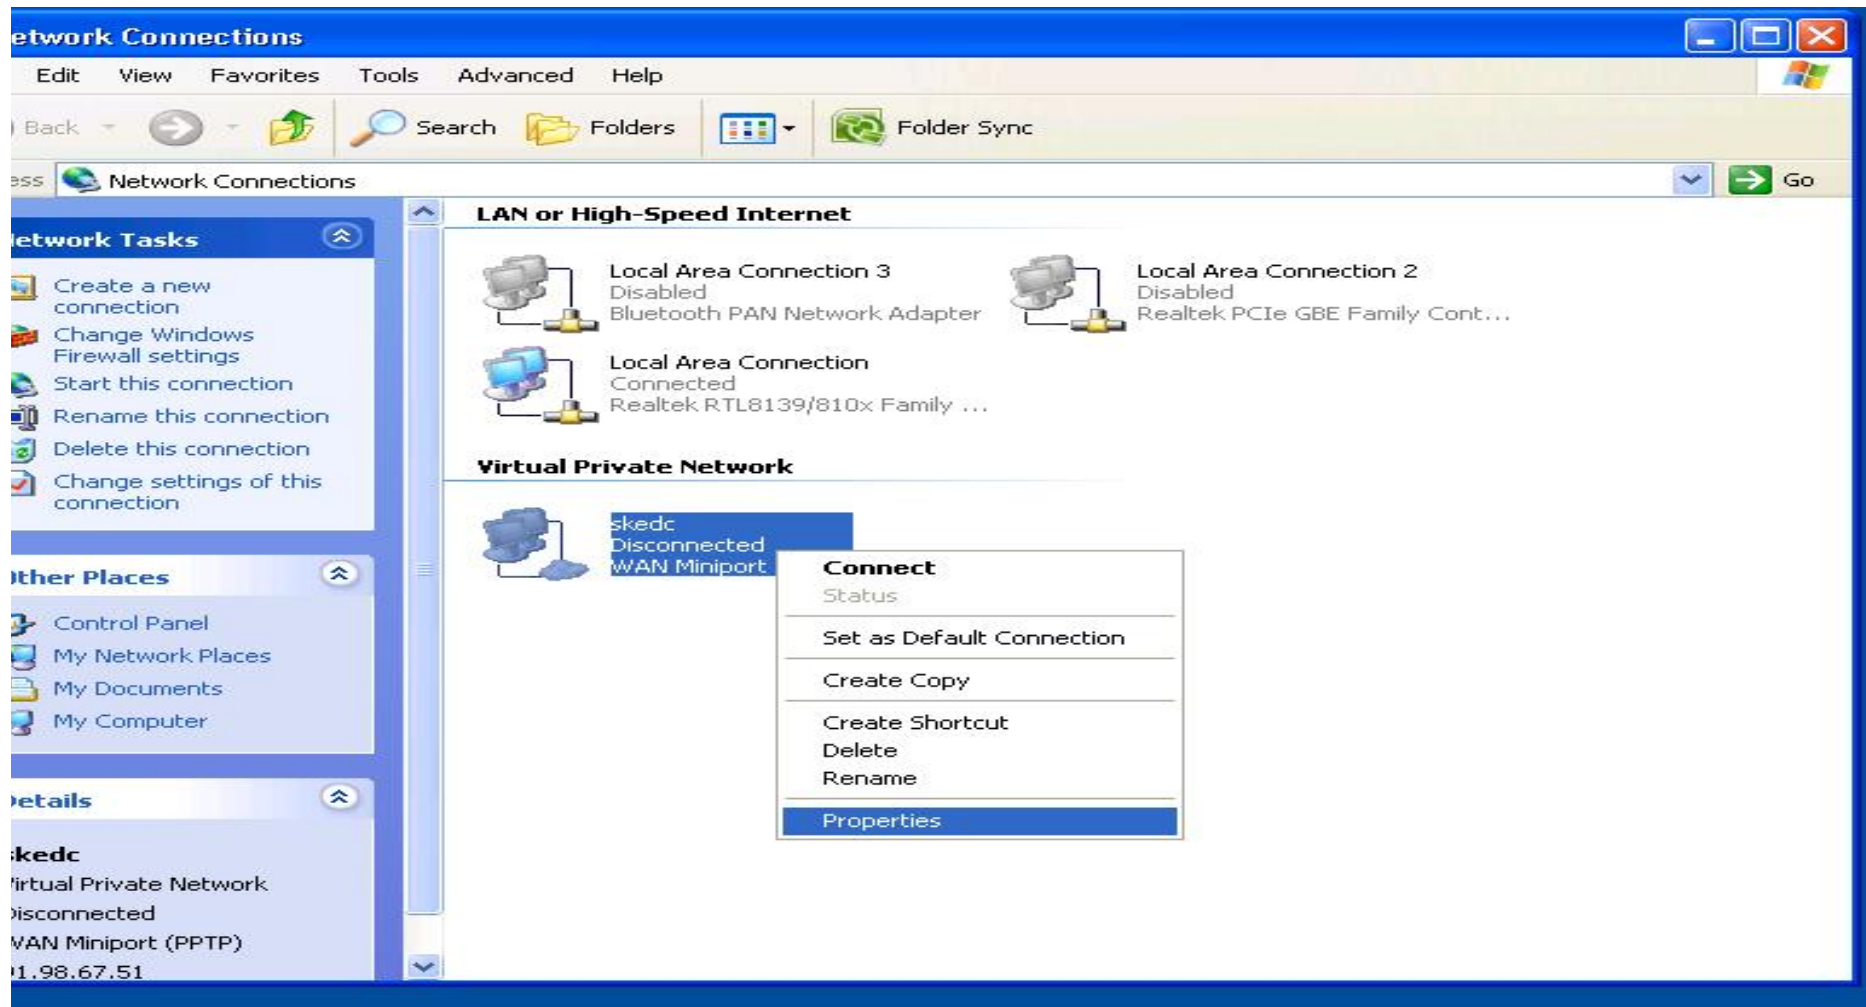 etwork Connections
Edit View Favorites Tools Advanced Help
Back Search Folders Folder Sync
ess Network Connections Go
etwork Tasks
Create a new
connection
Change Windows
Firewall settings
Start this connection
Rename this connection
Delete this connection
Change settings of this
connection
ther Places
Control Panel
My Network Places
My Documents
My Computer
etails
kedc
irtual Private Network
isconnected
WAN Miniport (PPTP)
1.98.67.51
LAN or High-Speed Internet
Local Area Connection 3
Disabled
Bluetooth PAN Network Adapter
Local Area Connection 2
Disabled
Realtek PCIe GBE Family Cont...
Local Area Connection
Connected
Realtek RTL8139/810x Family ...
Virtual Private Network
skedc
Disconnected
WAN Miniport
Connect
Status
Set as Default Connection
Create Copy
Create Shortcut
Delete
Rename
Properties